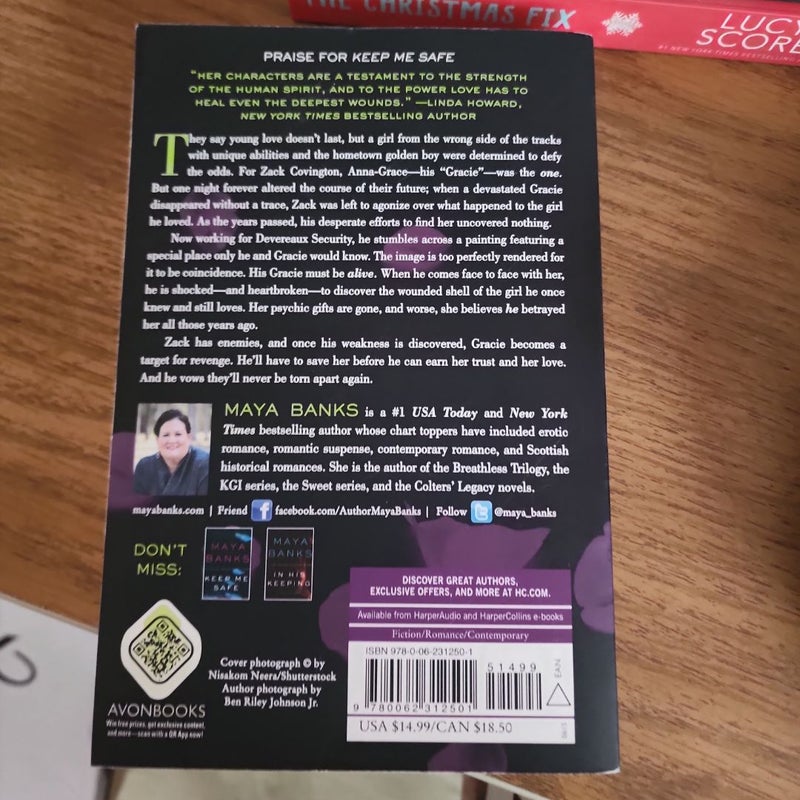 THE CHRISTMAS FIX
LUCY
SCORE
#1 NEW YORK TIMES BESTSELLING
PRAISE FOR KEEP ME SAFE
"HER CHARACTERS ARE A TESTAMENT TO THE STRENGTH
OF THE HUMAN SPIRIT, AND TO THE POWER LOVE HAS TO
HEAL EVEN THE DEEPEST WOUNDS." —LINDA HOWARD,
NEW YORK TIMES BESTSELLING AUTHOR
They say young love doesn't last, but a girl from the wrong side of the tracks
with unique abilities and the hometown golden boy were determined to defy
the odds. For Zack Covington, Anna-Grace—his "Gracie"—was the one.
But one night forever altered the course of their future; when a devastated Gracie
disappeared without a trace, Zack was left to agonize over what happened to the girl
he loved. As the years passed, his desperate efforts to find her uncovered nothing.
Now working for Devereaux Security, he stumbles across a painting featuring a
special place only he and Gracie would know. The image is too perfectly rendered for
it to be coincidence. His Gracie must be alive. When he comes face to face with her,
he is shocked—and heartbroken—to discover the wounded shell of the girl he once
knew and still loves. Her psychic gifts are gone, and worse, she believes he betrayed
her all those years ago.
Zack has enemies, and once his weakness is discovered, Gracie becomes a
target for revenge. He'll have to save her before he can earn her trust and her love.
And he vows they'll never be torn apart again.
MAYA BANKS is a #1 USA Today and New York
Times bestselling author whose chart toppers have included erotic
romance, romantic suspense, contemporary romance, and Scottish
historical romances. She is the author of the Breathless Trilogy, the
KGI series, the Sweet series, and the Colters' Legacy novels.
mayabanks.com | Friend f facebook.com/AuthorMayaBanks | Follow @maya_banks
DON'T
MISS:
MAYA
BANKS
KEEP ME
SAFE
MAYA
BANKS
IN HIS
KEEPING
DISCOVER GREAT AUTHORS,
EXCLUSIVE OFFERS, AND MORE AT HC.COM.
Available from HarperAudio and HarperCollins e-books
Fiction/Romance/Contemporary
ISBN 978-0-06-231250-1
51499
EAN
9 780062 312501
USA $14.99/CAN $18.50
Cover photograph © by
Nisakorn Neera/Shutterstock
Author photograph by
Ben Riley Johnson Jr.
AVONBOOKS
Win free prizes, get exclusive content,
and more—scan with a QR App now!